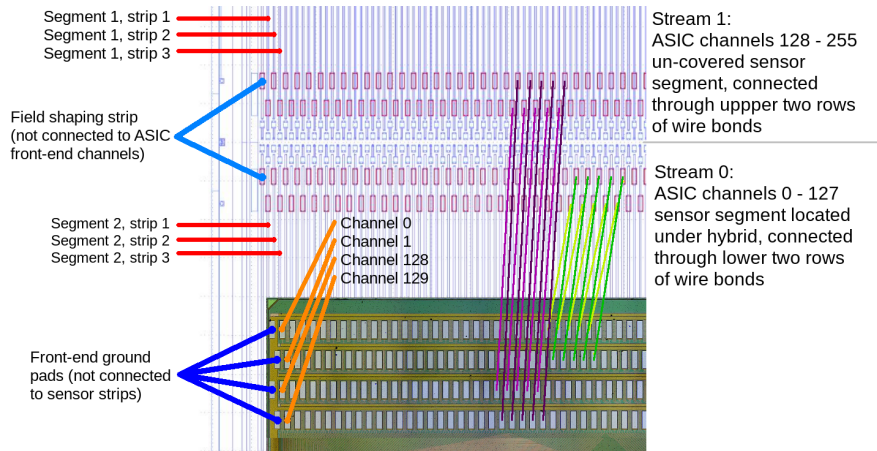 Segment 1, strip 1
Segment 1, strip 2
Segment 1, strip 3
Field shaping strip
(not connected to ASIC
front-end channels)
Segment 2, strip 1
Segment 2, strip 2
Segment 2, strip 3
Channel 0
Channel 1
Channel 128
Channel 129
Front-end ground
pads (not connected
to sensor strips)
Stream 1:
ASIC channels 128 - 255
un-covered sensor
segment, connected
through uppper two rows
of wire bonds
Stream 0:
ASIC channels 0 - 127
sensor segment located
under hybrid, connected
through lower two rows
of wire bonds